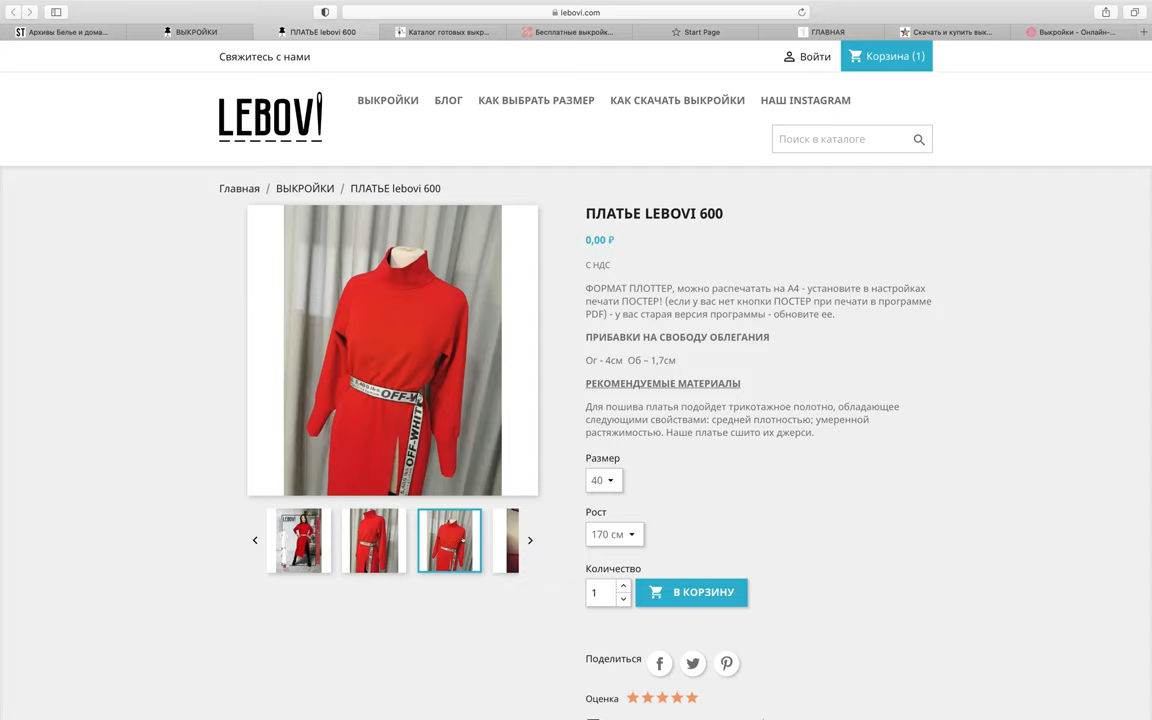 lebovi.com
Архивы Белье и дома...
ВЫКРОЙКИ
ПЛАТЬЕ lebovi 600
Каталог готовых выкр...
Бесплатные выкройк...
Start Page
ГЛАВНАЯ
Скачать и купить вык...
Выкройки - Онлайн-...
Свяжитесь с нами
Войти
Корзина (1)
LEBOVI
ВЫКРОЙКИ
БЛОГ
КАК ВЫБРАТЬ РАЗМЕР
КАК СКАЧАТЬ ВЫКРОЙКИ
НАШ INSTAGRAM
Поиск в каталоге
Главная / ВЫКРОЙКИ / ПЛАТЬЕ lebovi 600
OFF-WHIT
ПЛАТЬЕ LEBOVI 600
0,00 ₽
С НДС
ФОРМАТ ПЛОТТЕР, можно распечатать на А4 - установите в настройках
печати ПОСТЕР! (если у вас нет кнопки ПОСТЕР при печати в программе
PDF) - у вас старая версия программы - обновите ее.
ПРИБАВКИ НА СВОБОДУ ОБЛЕГАНИЯ
Ог - 4см Об – 1,7см
РЕКОМЕНДУЕМЫЕ МАТЕРИАЛЫ
Для пошива платья подойдет трикотажное полотно, обладающее
следующими свойствами: средней плотностью; умеренной
растяжимостью. Наше платье сшито их джерси.
Размер
40
Рост
170 см
Количество
1
В КОРЗИНУ
Поделиться
Оценка